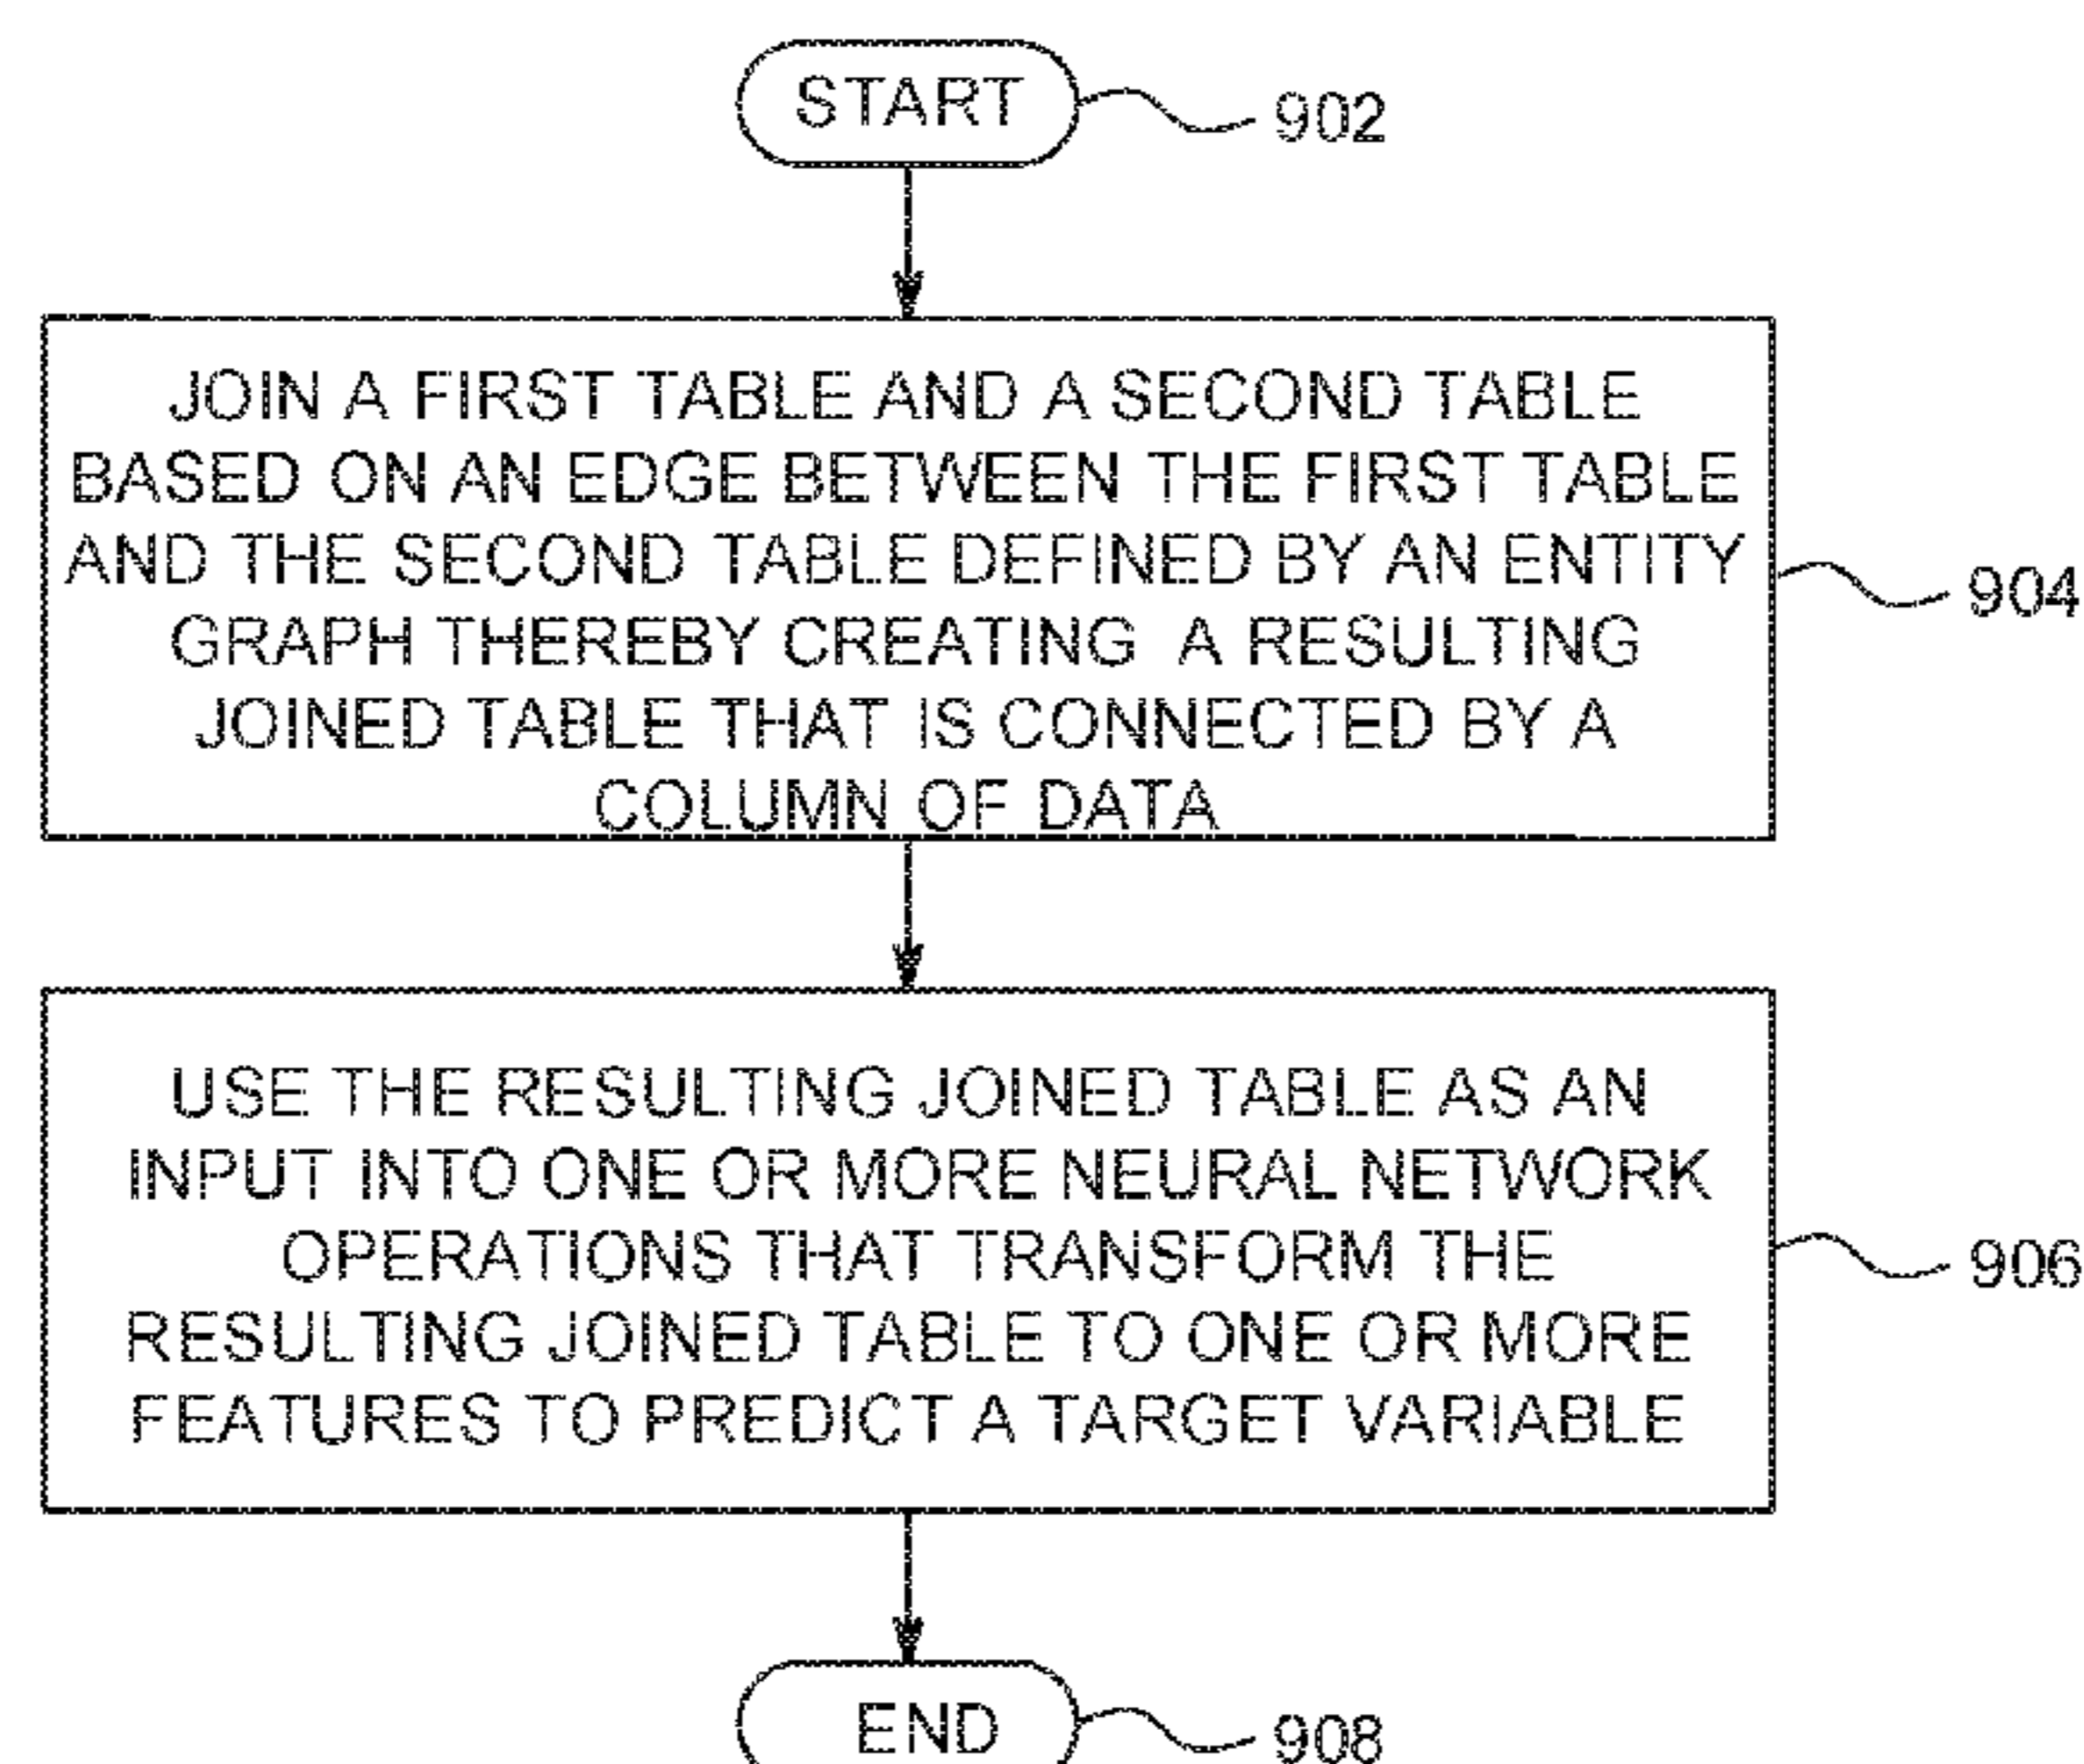 START
902
JOIN A FIRST TABLE AND A SECOND TABLE
BASED ON AN EDGE BETWEEN THE FIRST TABLE
AND THE SECOND TABLE DEFINED BY AN ENTITY
GRAPH THEREBY CREATING A RESULTING
JOINED TABLE THAT IS CONNECTED BY A
COLUMN OF DATA
904
USE THE RESULTING JOINED TABLE AS AN
INPUT INTO ONE OR MORE NEURAL NETWORK
OPERATIONS THAT TRANSFORM THE
RESULTING JOINED TABLE TO ONE OR MORE
FEATURES TO PREDICT A TARGET VARIABLE
906
END
908